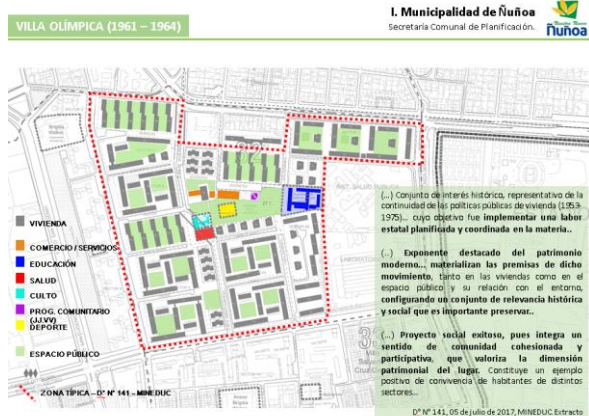 VILLA OLÍMPICA (1961 – 1964)
I. Municipalidad de Ñuñoa
Secretaría Comunal de Planificación.
ñuñoa
VIVIENDA
COMERCIO / SERVICIOS
EDUCACIÓN
SALUD
CULTO
PROG. COMUNITARIO
(JJ.VV)
DEPORTE
ESPACIO PÚBLICO
ZONA TÍPICA – D° N° 141 – MINEDUC
INST. SALUD
(...) Conjunto de interés histórico, representativo de la
continuidad de las políticas públicas de vivienda (1953-
1975)... cuyo objetivo fue implementar una labor
estatal planificada y coordinada en la materia..
(...) Exponente destacado del patrimonio
moderno... materializan las premisas de dicho
movimiento, tanto en las viviendas como en el
espacio público y su relación con el entorno,
configurando un conjunto de relevancia histórica
y social que es importante preservar..
(...) Proyecto social exitoso, pues integra un
sentido de comunidad cohesionada y
participativa, que valoriza la dimensión
patrimonial del lugar. Constituye un ejemplo
positivo de convivencia de habitantes de distintos
sectores...
D° N° 141, 05 de julio de 2017, MINEDUC. Extracto